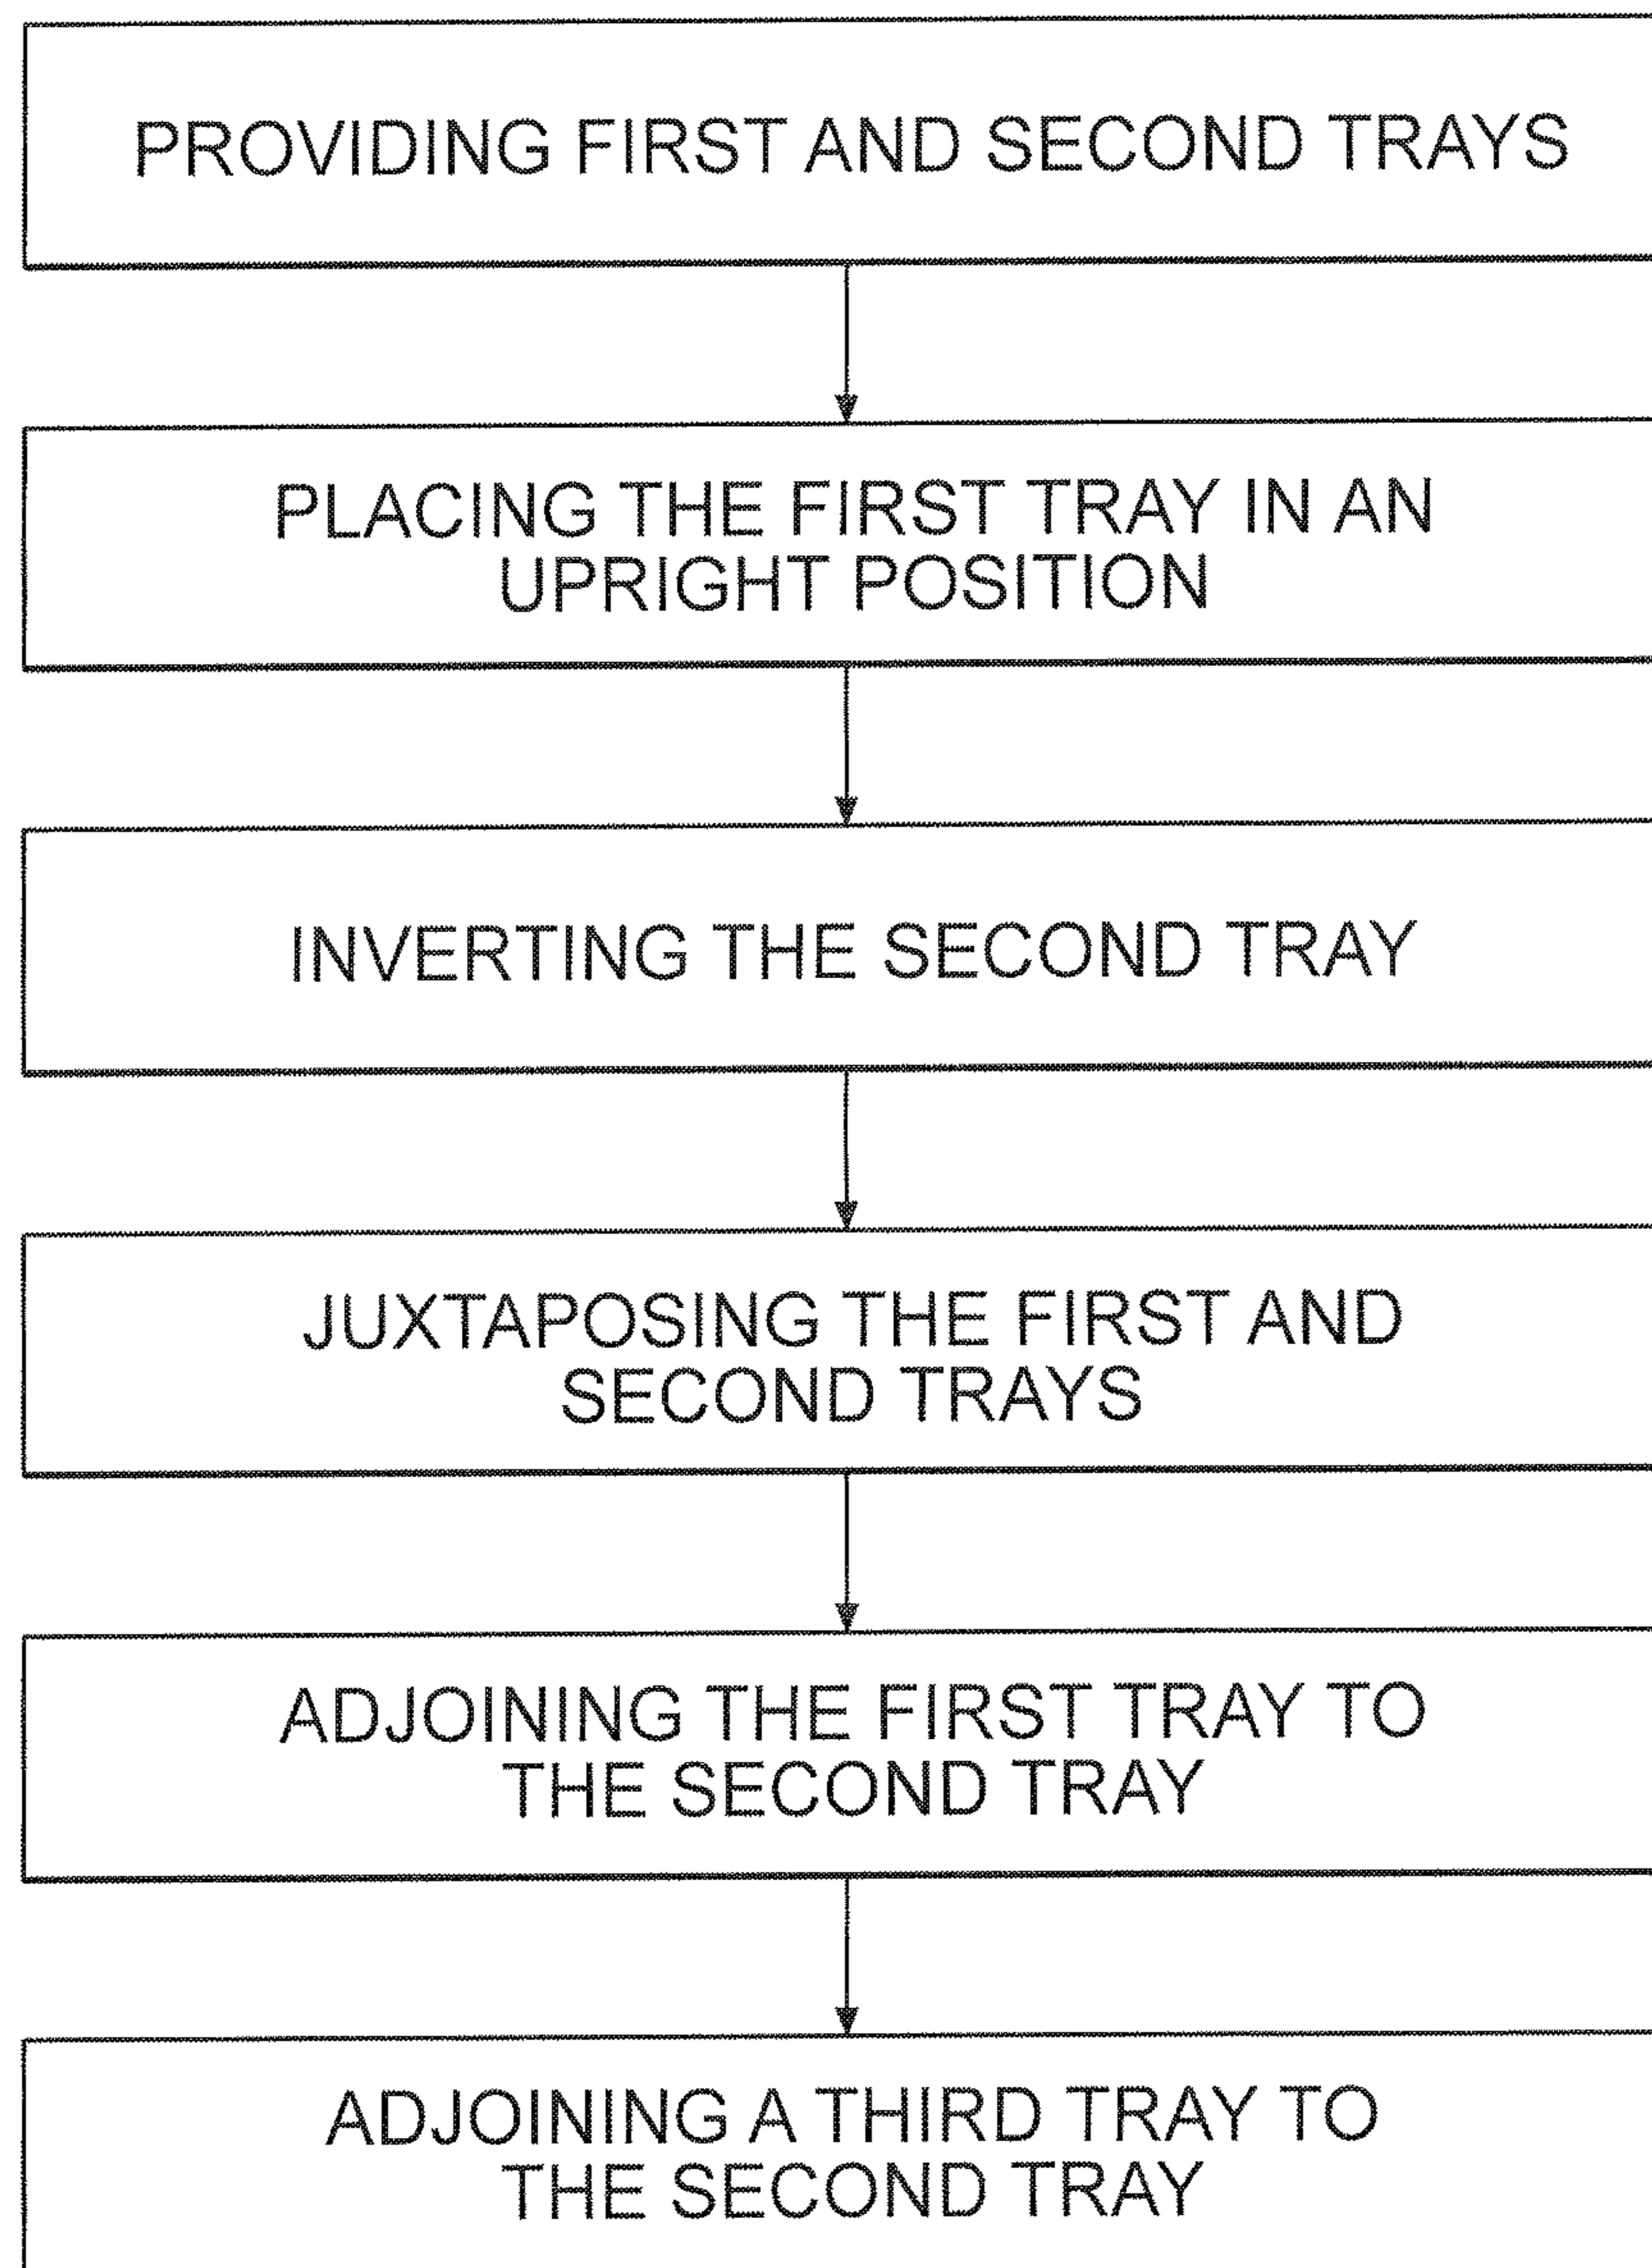 PROVIDING FIRST AND SECOND TRAYS
PLACING THE FIRST TRAY IN AN
UPRIGHT POSITION
INVERTING THE SECOND TRAY
JUXTAPOSING THE FIRST AND
SECOND TRAYS
ADJOINING THE FIRST TRAY TO
THE SECOND TRAY
ADJOINING A THIRD TRAY TO
THE SECOND TRAY